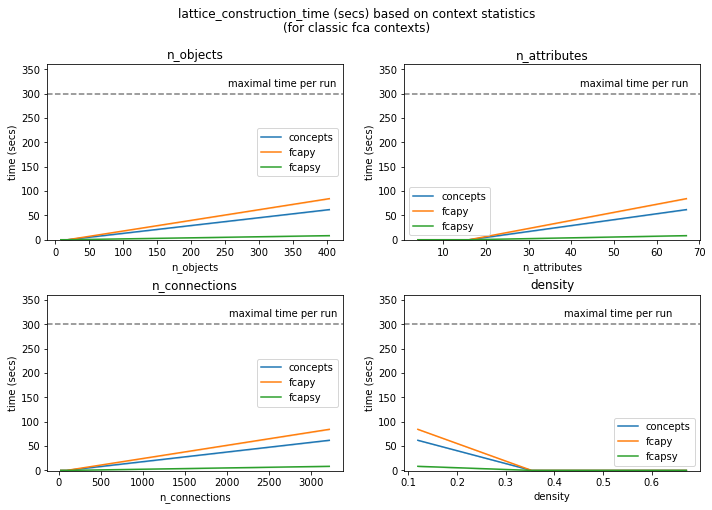 lattice_construction_time (secs) based on context statistics
(for classic fca contexts)
n_objects
350
300
250
200
150
100
50
0
time (secs)
maximal time per run
concepts
fcapy
fcapsy
0 50 100 150 200 250 300 350 400
n_objects
n_attributes
350
300
250
200
150
100
50
0
time (secs)
maximal time per run
concepts
fcapy
fcapsy
10 20 30 40 50 60 70
n_attributes
n_connections
350
300
250
200
150
100
50
0
time (secs)
maximal time per run
concepts
fcapy
fcapsy
0 500 1000 1500 2000 2500 3000
n_connections
density
350
300
250
200
150
100
50
0
time (secs)
maximal time per run
concepts
fcapy
fcapsy
0.1 0.2 0.3 0.4 0.5 0.6
density